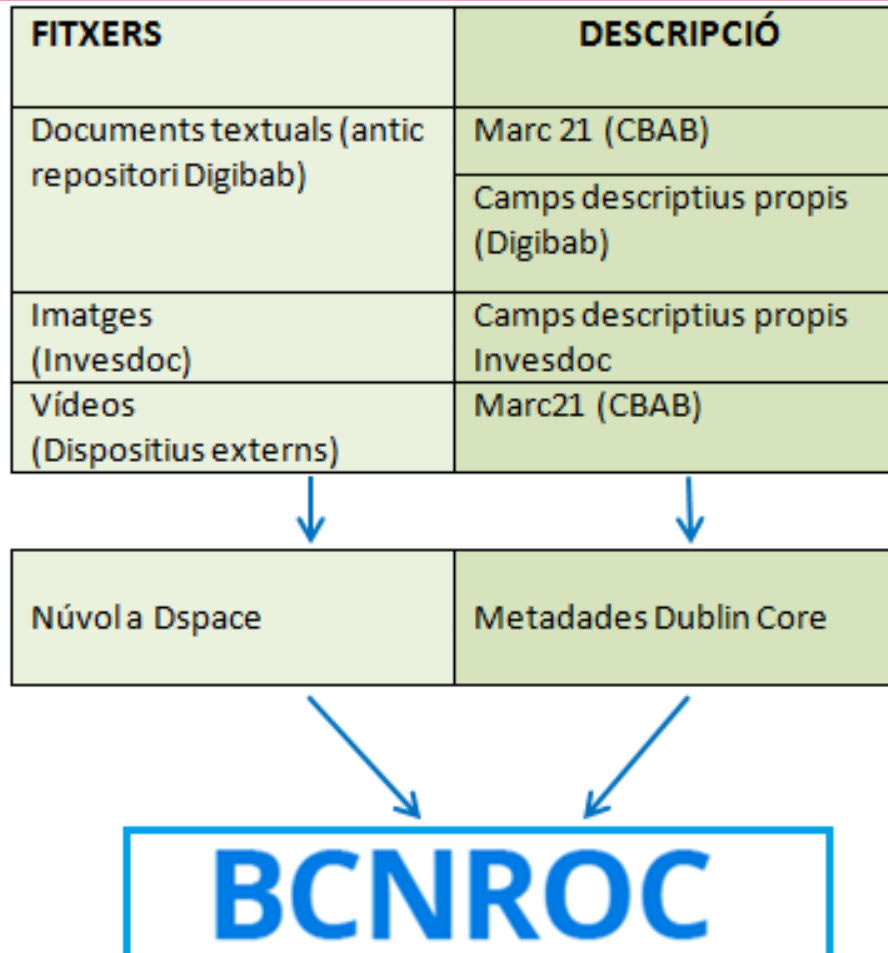 FITXERS
DESCRIPCIÓ
Documents textuals (antic
repositori Digibab)
Marc 21 (CBAB)
Camps descriptius propis
(Digibab)
Imatges
(Invesdoc)
Camps descriptius propis
Invesdoc
Vídeos
(Dispositius externs)
Marc21 (CBAB)
Núvol a Dspace
Metadades Dublin Core
BCNROC